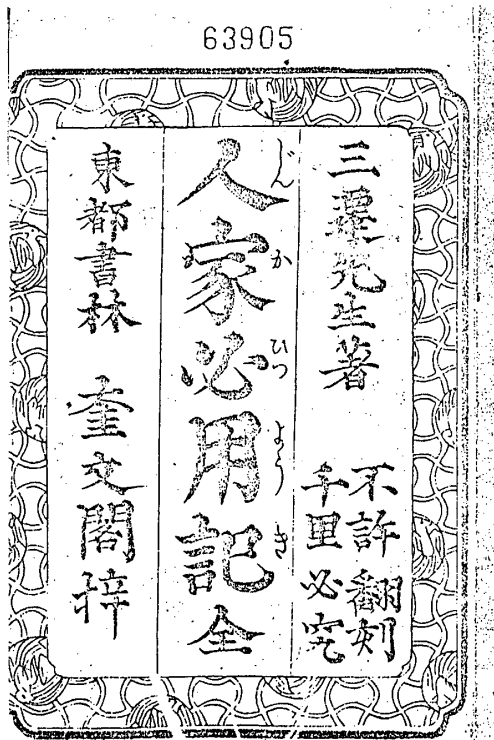 63905
三澤先生著
不許翻刻
千里必究
人家必用記全
じんかひつようき
東都書林 奎文閣梓